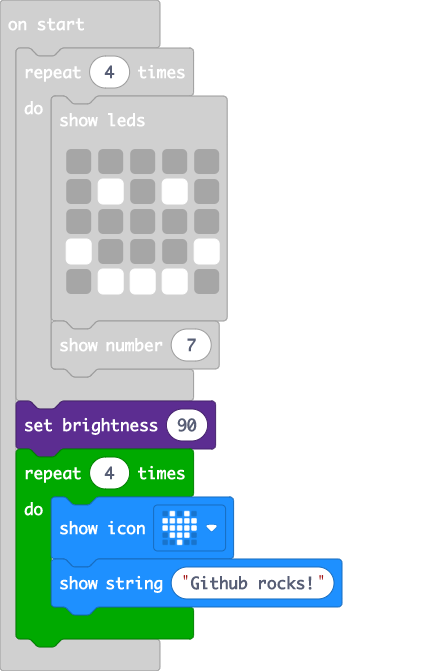 on start
repeat 4 times
do
show leds
show number 7
set brightness 90
repeat 4 times
do
show icon
show string "Github rocks!"